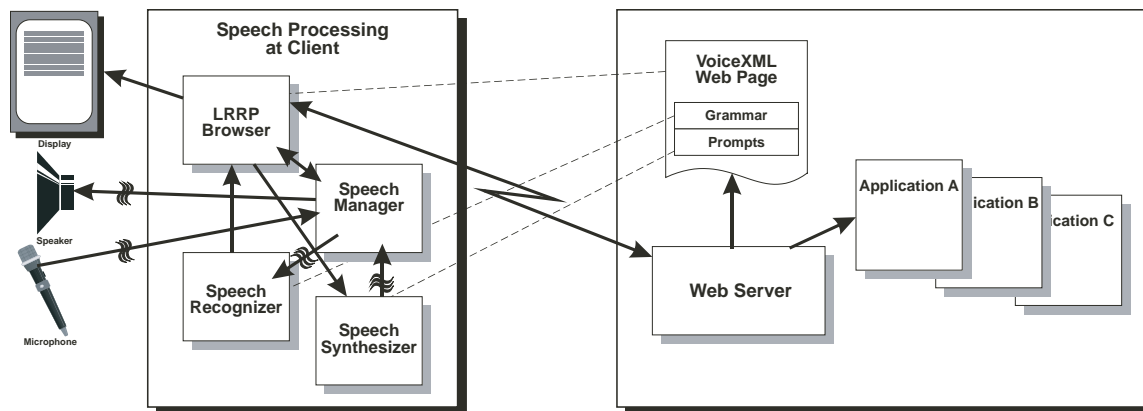 Speech Processing
at Client
Display
LRRP
Browser
Speech
Manager
Speaker
Speech
Recognizer
Speech
Synthesizer
Microphone
VoiceXML
Web Page
Grammar
Prompts
Web Server
Application A
ication B
ication C